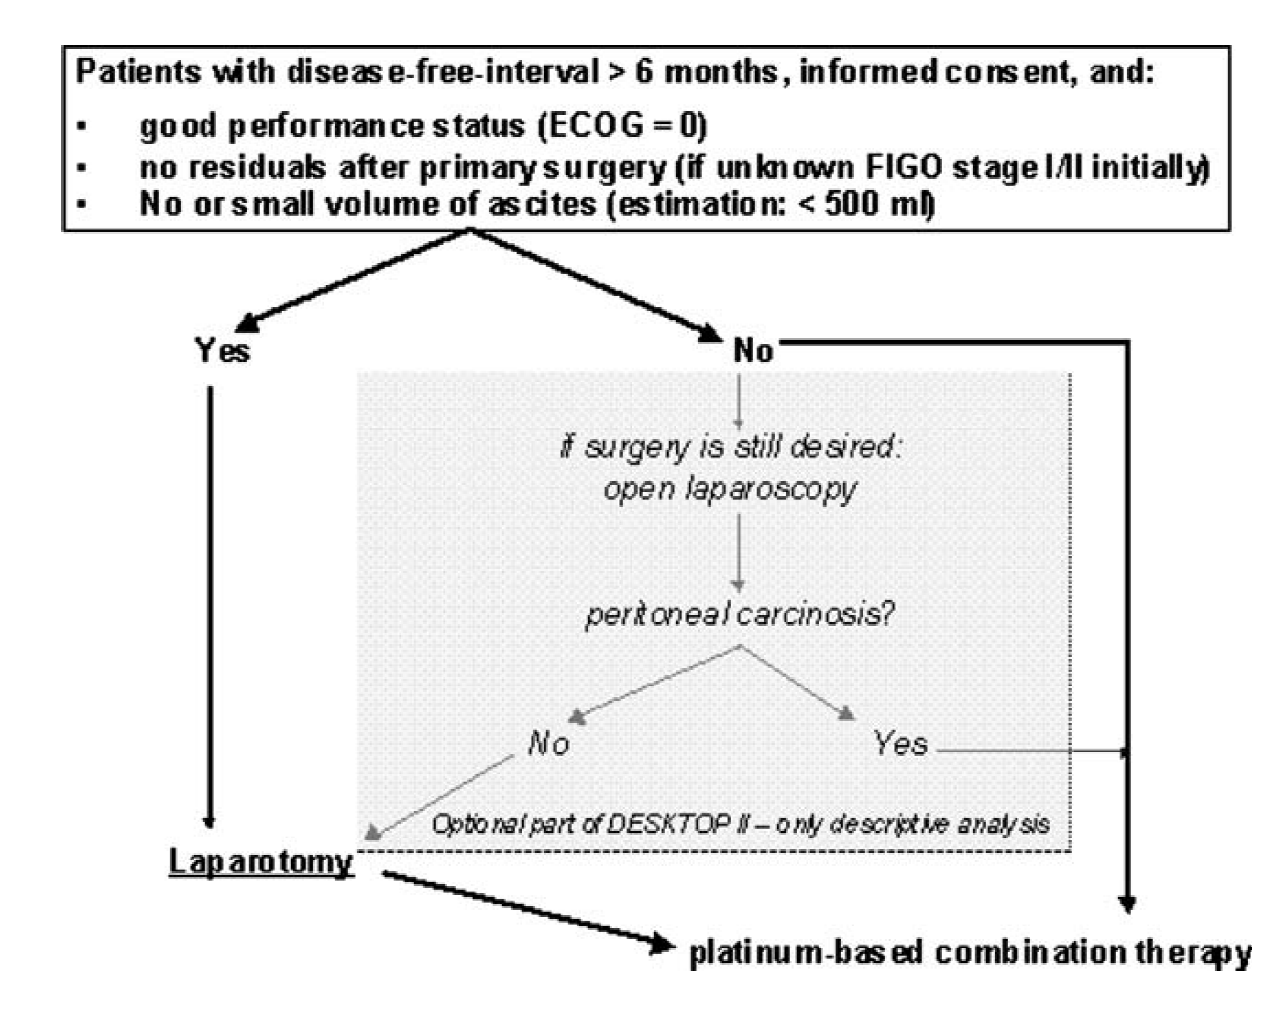 Patients with disease-free-interval > 6 months, informed consent, and:
▪ good performance status (ECOG = 0)
▪ no residuals after primary surgery (if unknown FIGO stage I/II initially)
▪ No or small volume of ascites (estimation: < 500 ml)
Yes
No
If surgery is still desired:
open laparoscopy
peritoneal carcinosis?
No
Yes
Optional part of DESKTOP II – only descriptive analysis
Laparotomy
platinum-based combination therapy